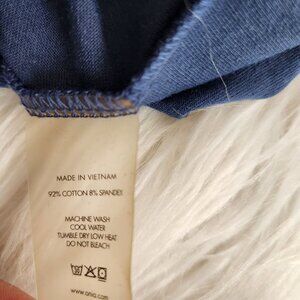 MADE IN VIETNAM
92% COTTON 8% SPANDEX
MACHINE WASH
COOL WATER
TUMBLE DRY LOW HEAT
DO NOT BLEACH